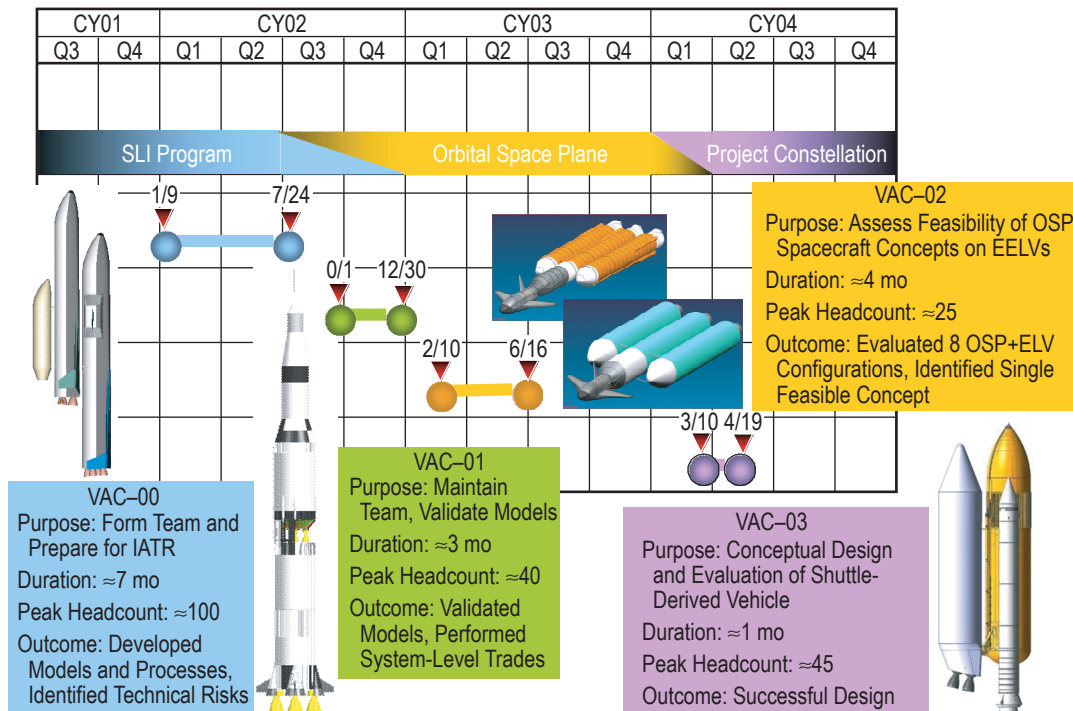 CY01 CY02 CY03 CY04
Q3 Q4 Q1 Q2 Q3 Q4 Q1 Q2 Q3 Q4 Q1 Q2 Q3 Q4
SLI Program Orbital Space Plane Project Constellation
1/9 7/24
0/1 12/30
2/10 6/16
3/10 4/19
VAC–02
Purpose: Assess Feasibility of OSP
Spacecraft Concepts on EELVs
Duration: ≈4 mo
Peak Headcount: ≈25
Outcome: Evaluated 8 OSP+ELV
Configurations, Identified Single
Feasible Concept
VAC–00
Purpose: Form Team and
Prepare for IATR
Duration: ≈7 mo
Peak Headcount: ≈100
Outcome: Developed
Models and Processes,
Identified Technical Risks
VAC–01
Purpose: Maintain
Team, Validate Models
Duration: ≈3 mo
Peak Headcount: ≈40
Outcome: Validated
Models, Performed
System-Level Trades
VAC–03
Purpose: Conceptual Design
and Evaluation of Shuttle-
Derived Vehicle
Duration: ≈1 mo
Peak Headcount: ≈45
Outcome: Successful Design